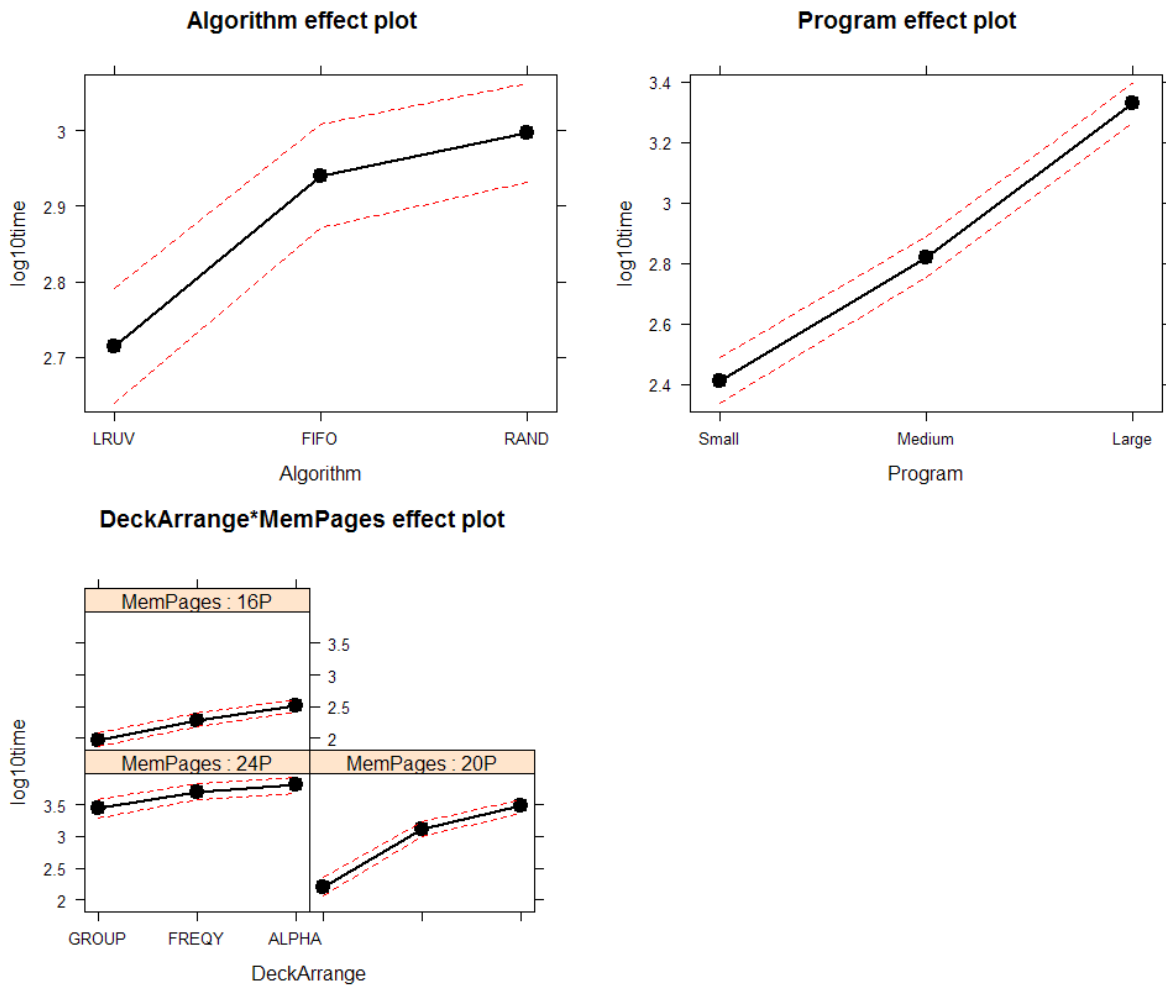 Algorithm effect plot
log10time
3
2.9
2.8
2.7
LRUV FIFO RAND
Algorithm
Program effect plot
log10time
3.4
3.2
3
2.8
2.6
2.4
Small Medium Large
Program
DeckArrange*MemPages effect plot
log10time
MemPages : 16P
3.5
3
2.5
2
MemPages : 24P
MemPages : 20P
3.5
3
2.5
2
GROUP FREQY ALPHA
DeckArrange